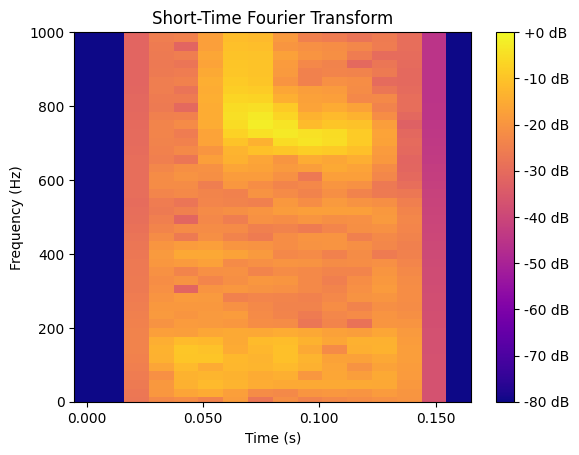 Short-Time Fourier Transform
1000
800
600
400
200
0
Frequency (Hz)
0.000
0.050
0.100
0.150
Time (s)
+0 dB
-10 dB
-20 dB
-30 dB
-40 dB
-50 dB
-60 dB
-70 dB
-80 dB